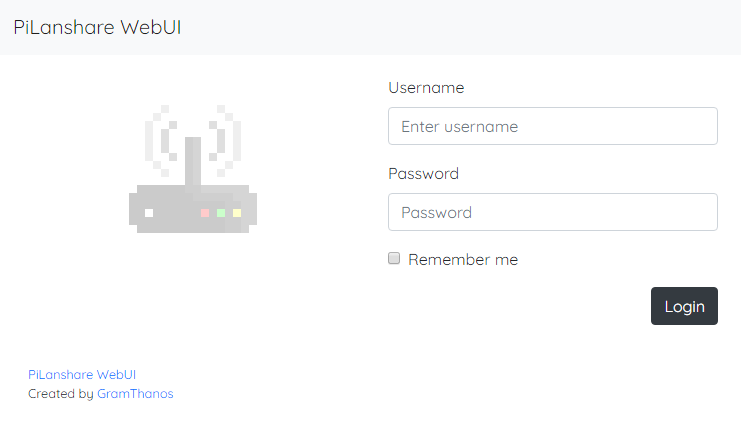 PiLanshare WebUI
Username
Enter username
Password
Password
Remember me
Login
PiLanshare WebUI
Created by GramThanos